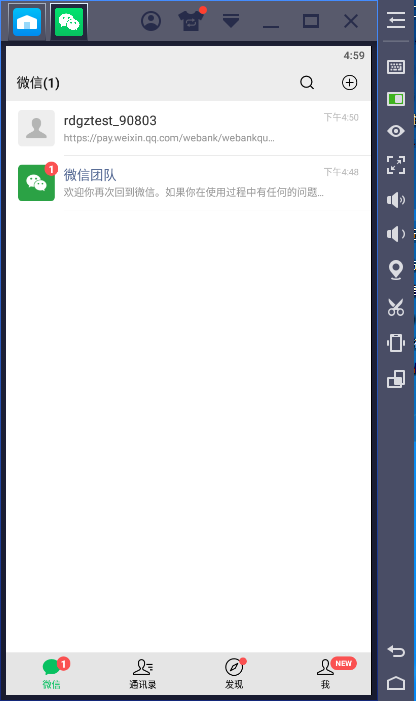 4:59
微信(1)
rdgztest_90803
下午4:50
https://pay.weixin.qq.com/webank/webankqu...
1
微信团队
下午4:48
欢迎你再次回到微信。如果你在使用过程中有任何的问题...
1
NEW
微信
通讯录
发现
我